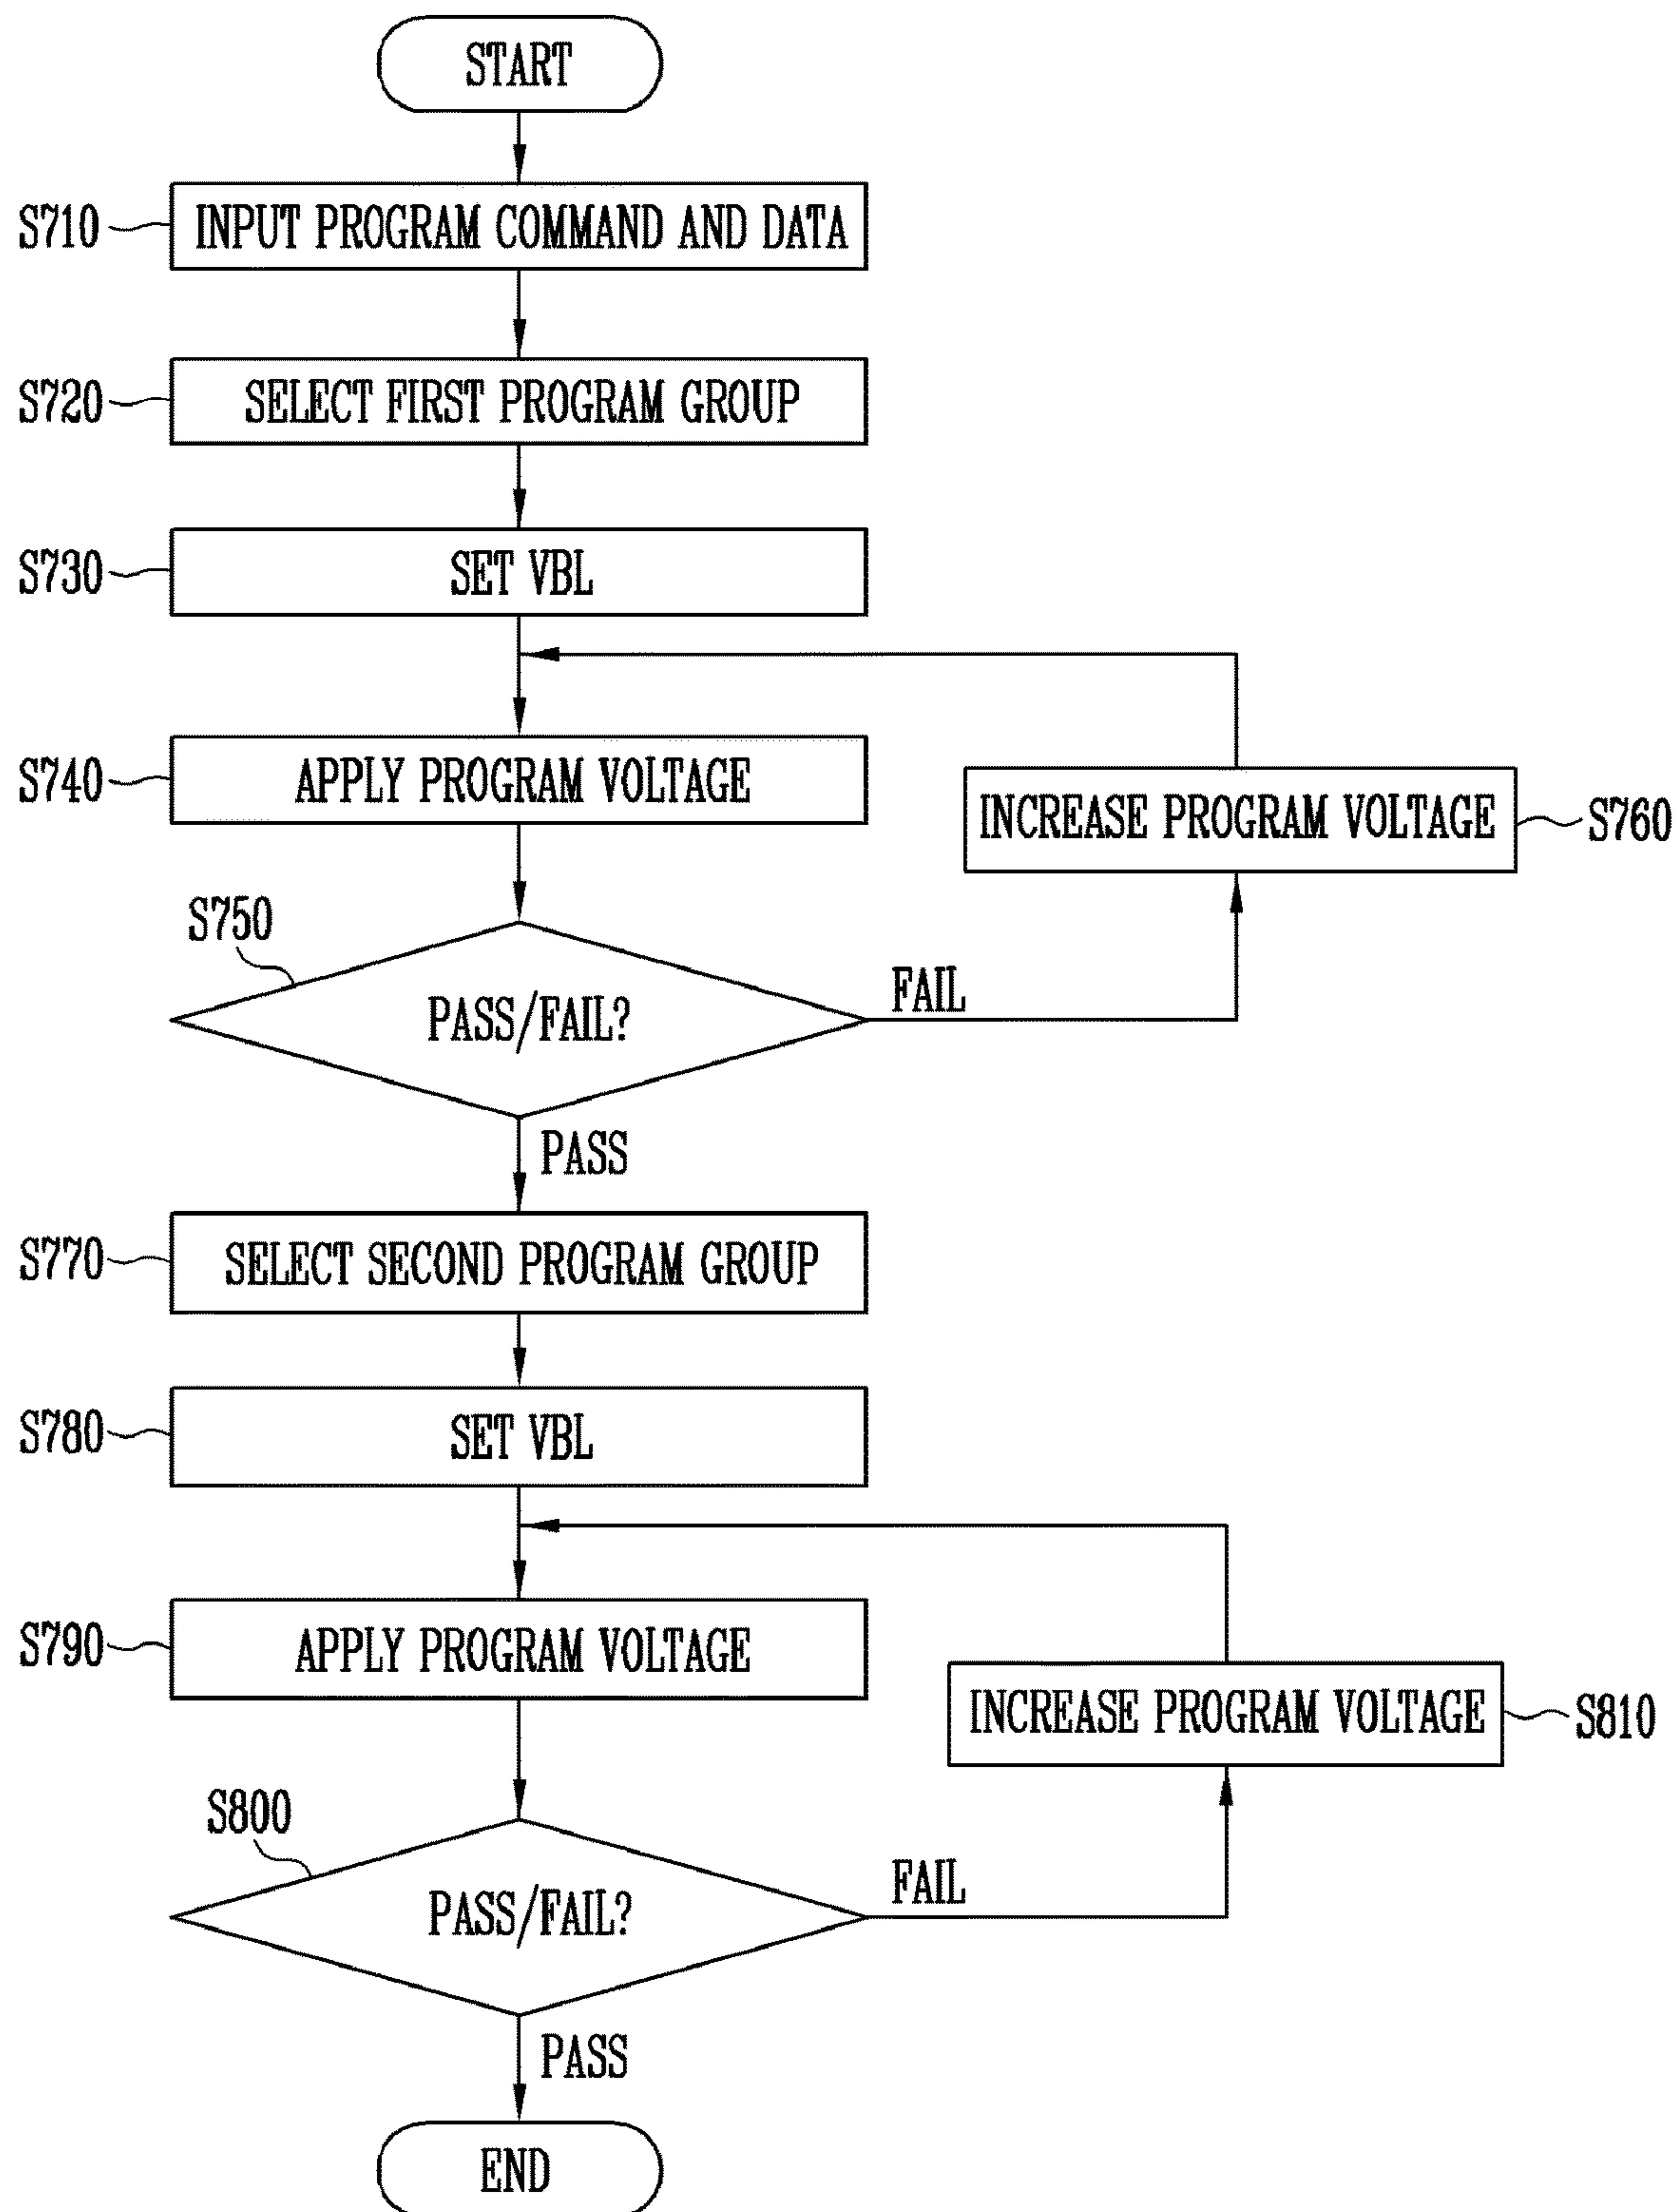 START
S710
INPUT PROGRAM COMMAND AND DATA
S720
SELECT FIRST PROGRAM GROUP
S730
SET VBL
S740
APPLY PROGRAM VOLTAGE
INCREASE PROGRAM VOLTAGE
S760
S750
PASS/FAIL?
FAIL
PASS
S770
SELECT SECOND PROGRAM GROUP
S780
SET VBL
S790
APPLY PROGRAM VOLTAGE
INCREASE PROGRAM VOLTAGE
S810
S800
PASS/FAIL?
FAIL
PASS
END